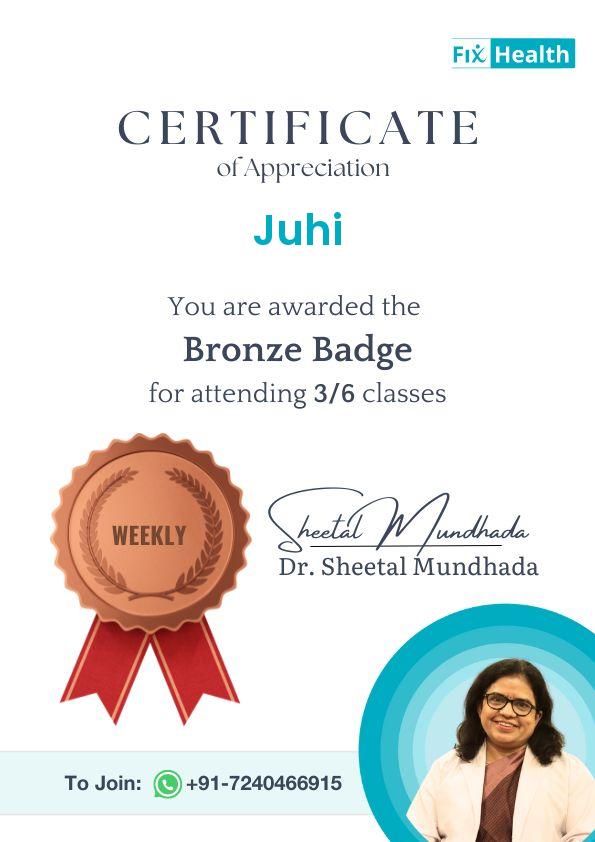 Fix Health
CERTIFICATE
of Appreciation
Juhi
You are awarded the
Bronze Badge
for attending 3/6 classes
WEEKLY
Sheetal Mundhada
Dr. Sheetal Mundhada
To Join: +91-7240466915